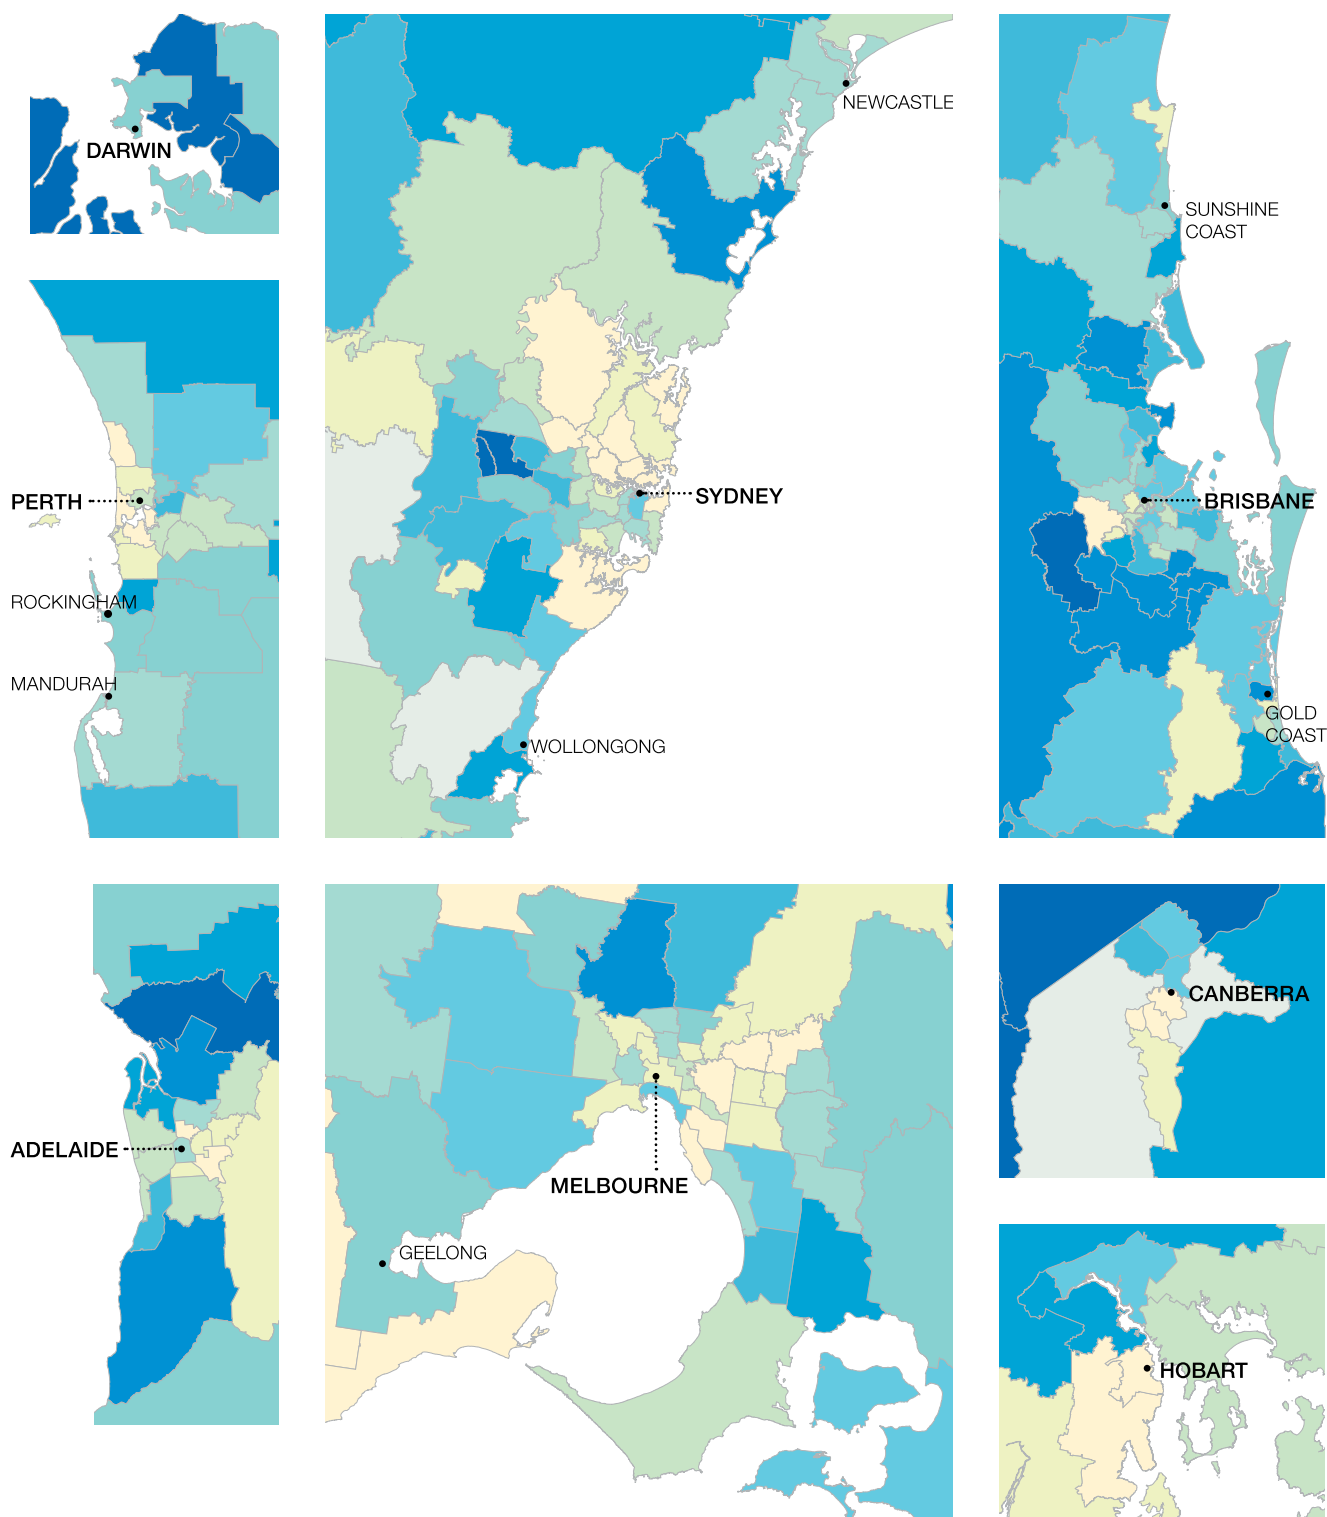 DARWIN
NEWCASTLE
SUNSHINE
COAST
PERTH
ROCKINGHAM
MANDURAH
SYDNEY
WOLLONGONG
BRISBANE
GOLD
COAST
ADELAIDE
MELBOURNE
GEELONG
CANBERRA
HOBART